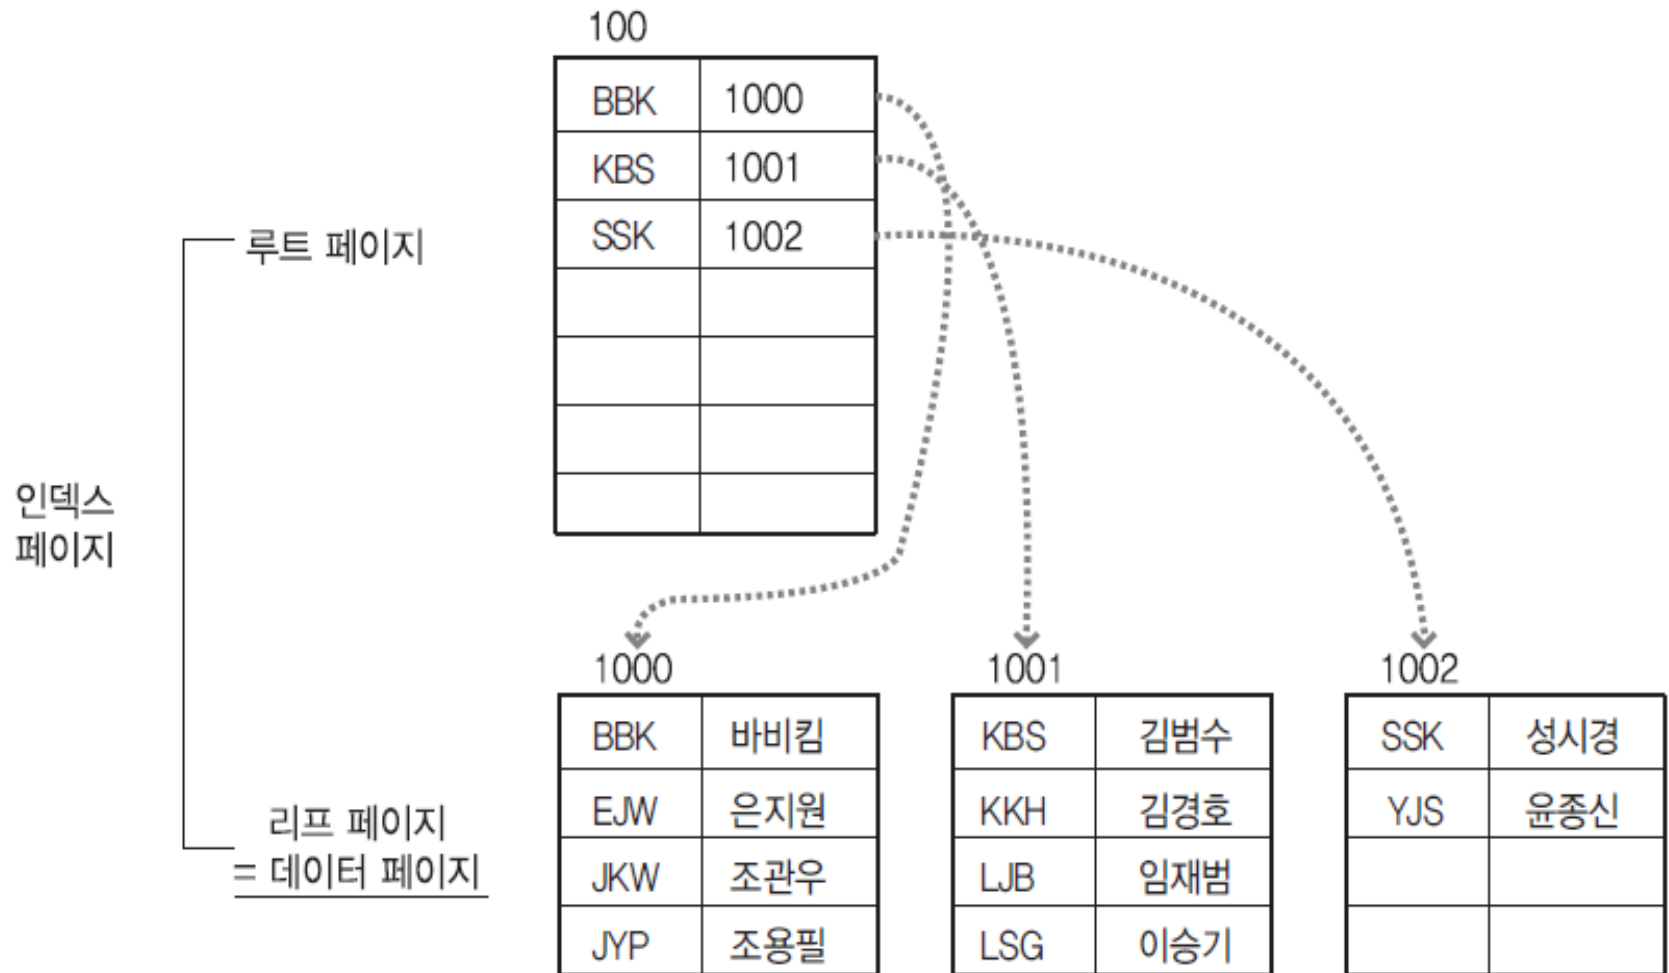 100
BBK 1000
KBS 1001
SSK 1002
루트 페이지
인덱스
페이지
리프 페이지
= 데이터 페이지
1000
BBK 바비킴
EJW 은지원
JKW 조관우
JYP 조용필
1001
KBS 김범수
KKH 김경호
LJB 임재범
LSG 이승기
1002
SSK 성시경
YJS 윤종신